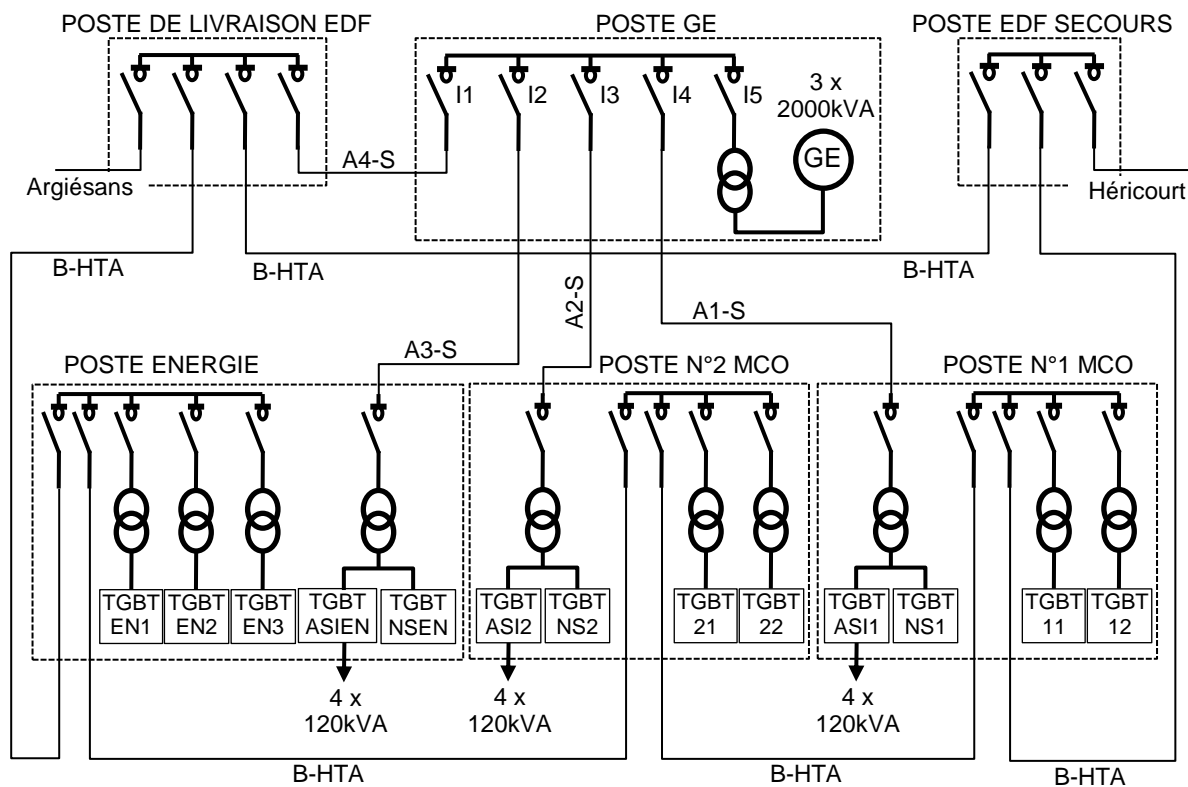 POSTE DE LIVRAISON EDF
POSTE GE
POSTE EDF SECOURS
I1
I2
I3
I4
I5
3 x
2000kVA
GE
A4-S
Argiésans
Héricourt
B-HTA
B-HTA
B-HTA
A2-S
A1-S
A3-S
POSTE ENERGIE
POSTE N°2 MCO
POSTE N°1 MCO
TGBT
EN1
TGBT
EN2
TGBT
EN3
TGBT
ASIEN
TGBT
NSEN
TGBT
ASI2
TGBT
NS2
TGBT
21
TGBT
22
TGBT
ASI1
TGBT
NS1
TGBT
11
TGBT
12
4 x
120kVA
4 x
120kVA
4 x
120kVA
B-HTA
B-HTA
B-HTA